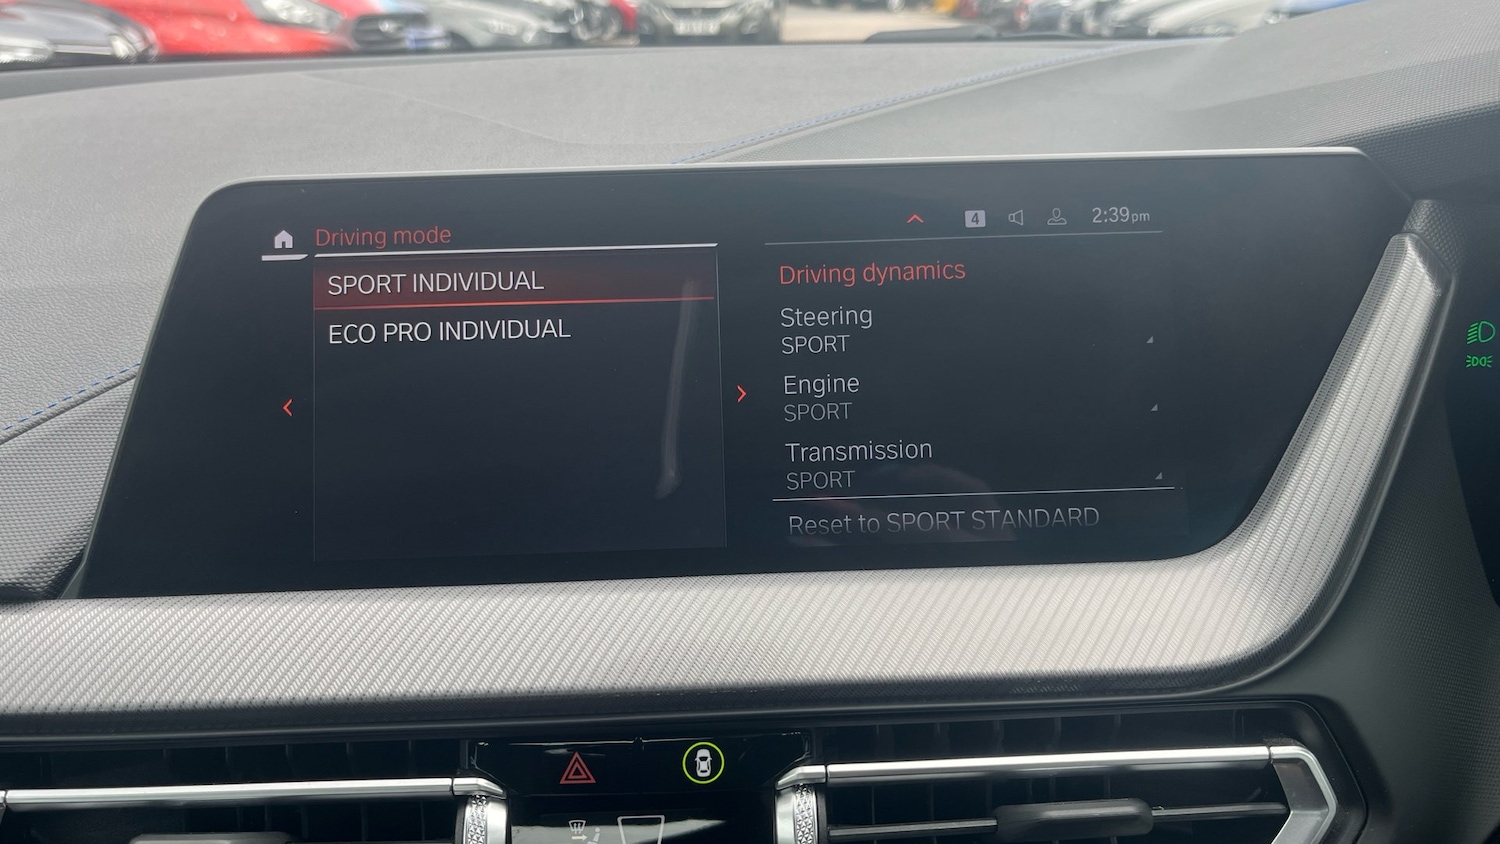 4
2:39pm
Driving mode
SPORT INDIVIDUAL
ECO PRO INDIVIDUAL
Driving dynamics
Steering
SPORT
Engine
SPORT
Transmission
SPORT
Reset to SPORT STANDARD